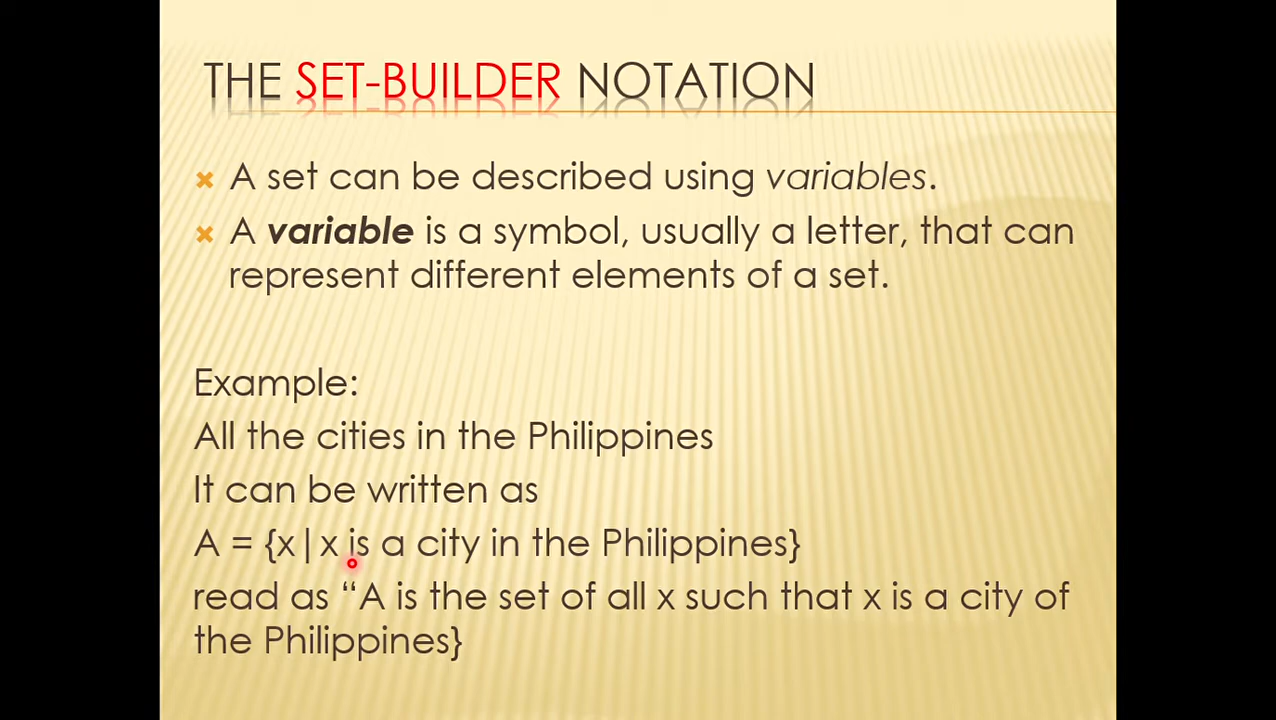 THE SET-BUILDER NOTATION
A set can be described using variables.
A variable is a symbol, usually a letter, that can
represent different elements of a set.
Example:
All the cities in the Philippines
It can be written as
A = {x|x is a city in the Philippines}
read as “A is the set of all x such that x is a city of
the Philippines}